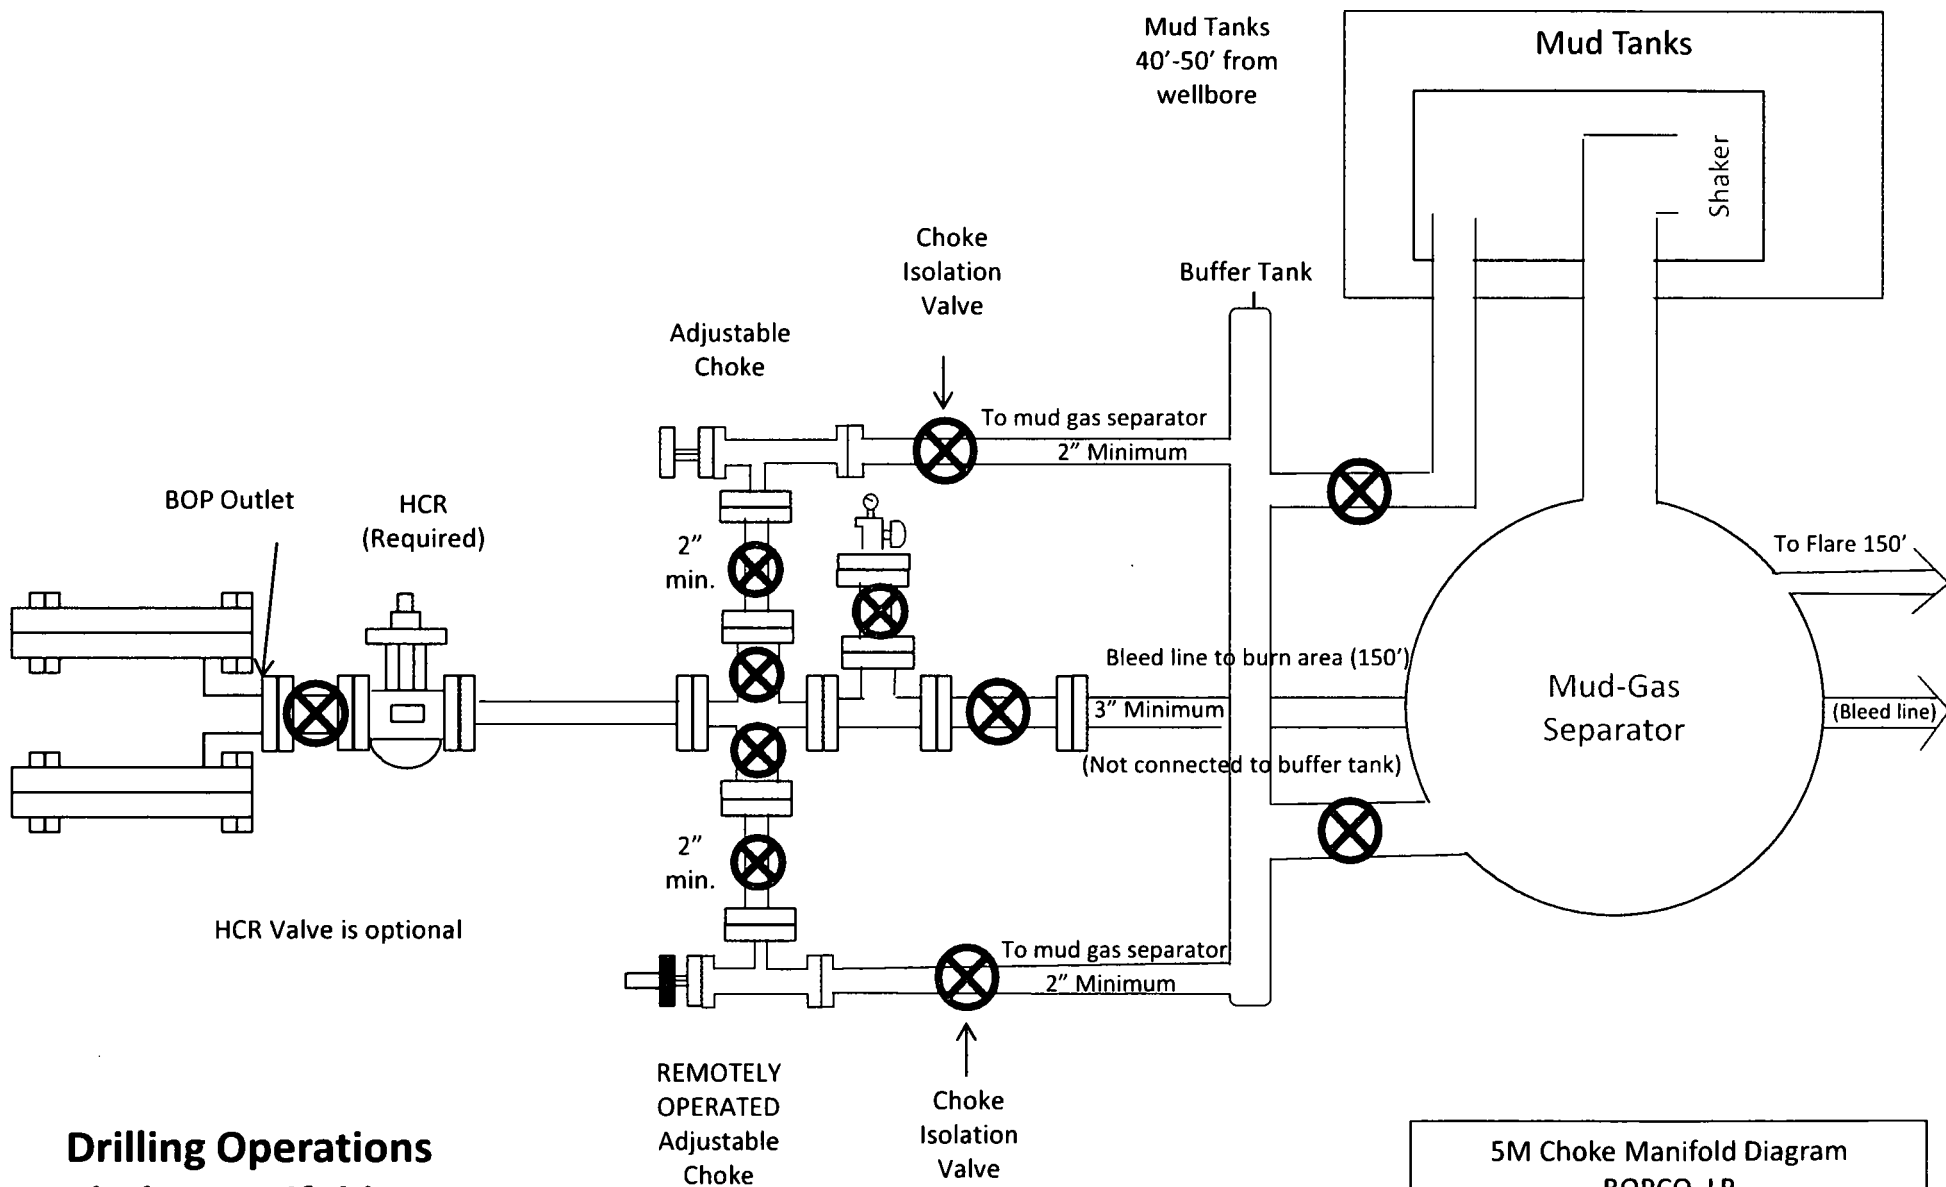 Mud Tanks
40'-50' from
wellbore
Mud Tanks
Shaker
Choke
Isolation
Valve
Buffer Tank
Adjustable
Choke
To mud gas separator
2" Minimum
BOP Outlet
HCR
(Required)
2"
min.
To Flare 150'
Bleed line to burn area (150')
3" Minimum
(Not connected to buffer tank)
Mud-Gas
Separator
(Bleed line)
2"
min.
HCR Valve is optional
To mud gas separator
2" Minimum
REMOTELY
OPERATED
Adjustable
Choke
Choke
Isolation
Valve
Drilling Operations
5M Choke Manifold Diagram